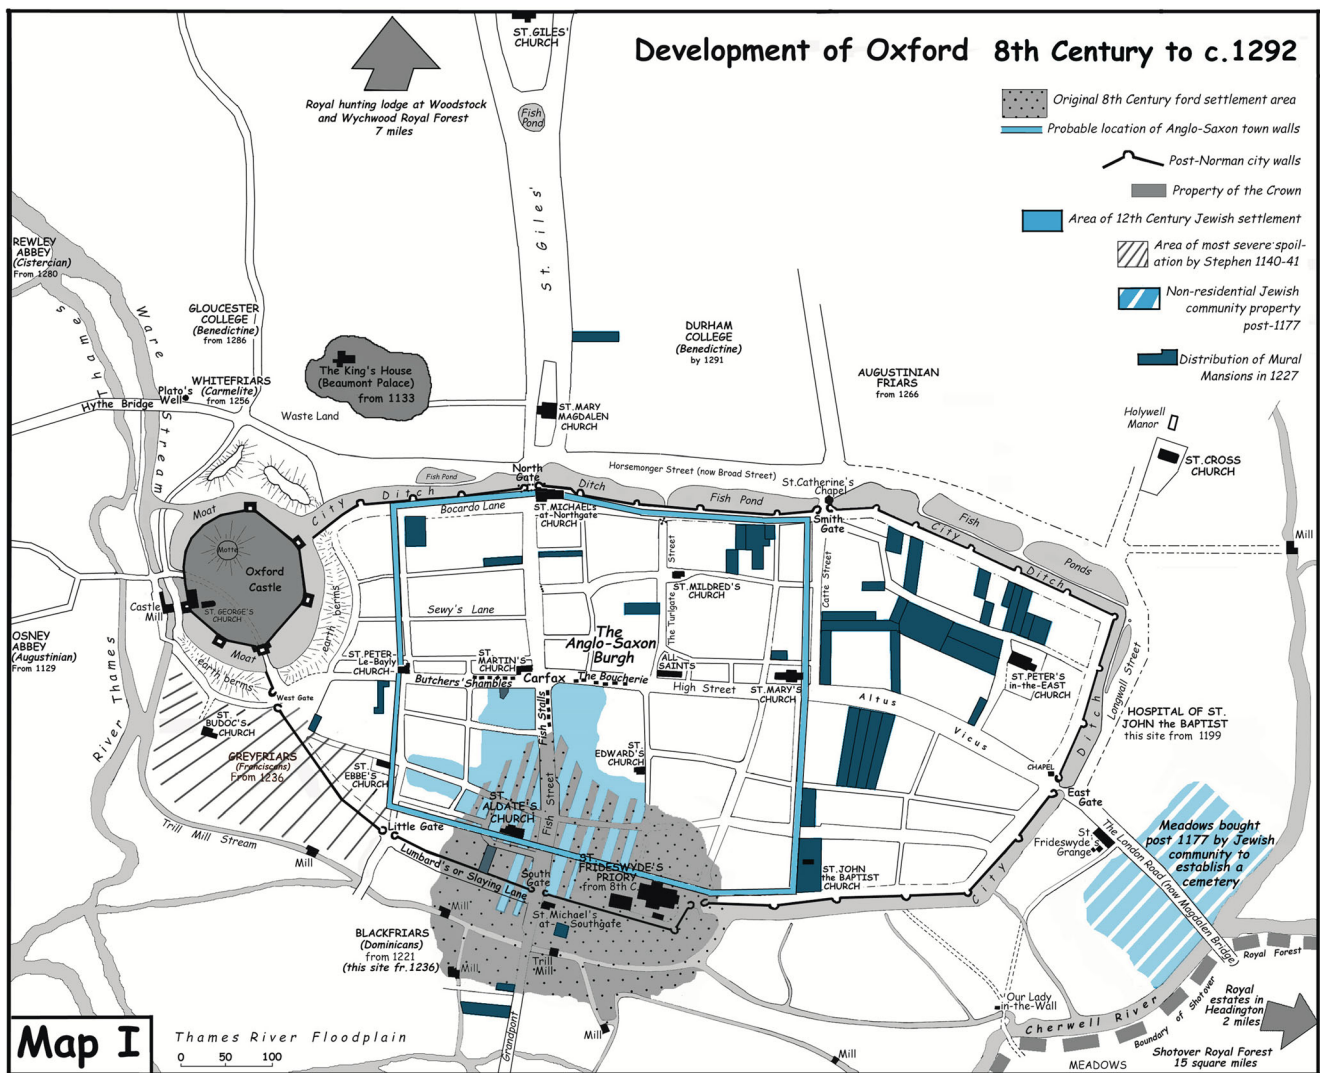 ST.GILES'
CHURCH
Development of Oxford 8th Century to c.1292
Original 8th Century ford settlement area
Probable location of Anglo-Saxon town walls
Post-Norman city walls
Property of the Crown
Area of 12th Century Jewish settlement
Area of most severe spoil-
ation by Stephen 1140-41
Non-residential Jewish
community property
post-1177
Distribution of Mural
Mansions in 1227
Royal hunting lodge at Woodstock
and Wychwood Royal Forest
7 miles
Fish
Pond
St. Giles'
REWLEY
ABBEY
(Cistercian)
From 1280
Thames
Ware Stream
GLOUCESTER
COLLEGE
(Benedictine)
from 1286
WHITEFRIARS
(Carmelite)
from 1256
Plato's
Well
Hythe Bridge
Waste Land
The King's House
(Beaumont Palace)
from 1133
ST.MARY
MAGDALEN
CHURCH
DURHAM
COLLEGE
(Benedictine)
by 1291
AUGUSTINIAN
FRIARS
from 1266
Holywell
Manor
ST.CROSS
CHURCH
Mill
Horsemonger Street (now Broad Street)
North
Gate
Fish Pond
City Ditch
Ditch
Fish Pond
St.Catherine's
Chapel
Smith
Gate
City
Fish
Ponds
Ditch
Moat
Motte
Oxford
Castle
ST.GEORGE'S
CHURCH
Castle
Mill
Moat
earth berms
earth berms
West Gate
OSNEY
ABBEY
(Augustinian)
From 1129
River Thames
Bocardo Lane
ST.MICHAEL's
at-Northgate
CHURCH
Sewy's Lane
The Turlgate Street
ST.MILDRED'S
CHURCH
Catte Street
The
Anglo-Saxon
Burgh
ST.PETER-
Le-Bayly
CHURCH
ST.
MARTIN'S
CHURCH
Butchers' Shambles
Carfax
The Boucherie
ALL
SAINTS
High Street
ST.MARY'S
CHURCH
Altus Vicus
ST.PETER'S
in-the-EAST
CHURCH
Longwall Street
Ditch
HOSPITAL OF ST.
JOHN the BAPTIST
this site from 1199
CHAPEL
East
Gate
ST.
BUDOC'S
CHURCH
GREYFRIARS
(Franciscans)
From 1236
ST.
EBBE'S
CHURCH
Fish Stalls
Fish Street
ST.
EDWARD'S
CHURCH
ST.
ALDATE'S
CHURCH
Little Gate
Trill Mill Stream
Mill
Lumbard's or Slaying Lane
South
Gate
ST.
FRIDESWYDE'S
PRIORY
from 8th C
ST.JOHN
the BAPTIST
CHURCH
City
St.
Frideswyde's
Grange
The London Road (now Magdalen Bridge)
Meadows bought
post 1177 by Jewish
community to
establish a
cemetery
St.Michael's
at-Southgate
Mill
BLACKFRIARS
(Dominicans)
from 1221
(this site fr.1236)
Mill
Trill
Mill
Grandpont
Mill
Mill
Our Lady
in-the-Wall
Cherwell River
Boundary of Shotover
Royal Forest
Royal
estates in
Headington
2 miles
Shotover Royal Forest
15 square miles
MEADOWS
Map I
Thames River Floodplain
0 50 100